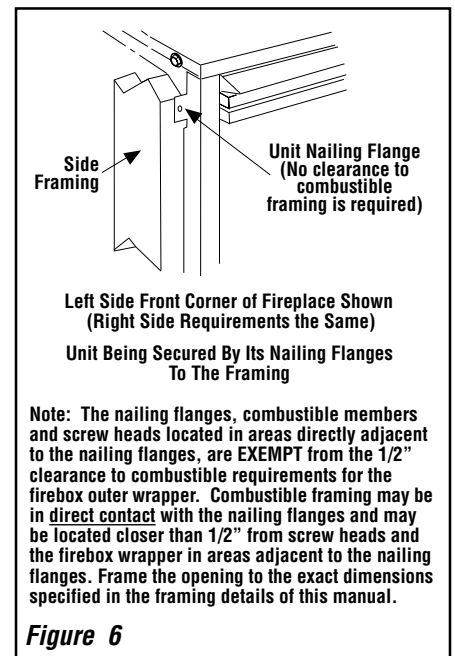 Side
Framing
Unit Nailing Flange
(No clearance to
combustible
framing is required)
Left Side Front Corner of Fireplace Shown
(Right Side Requirements the Same)
Unit Being Secured By Its Nailing Flanges
To The Framing
Note: The nailing flanges, combustible members
and screw heads located in areas directly adjacent
to the nailing flanges, are EXEMPT from the 1/2”
clearance to combustible requirements for the
firebox outer wrapper. Combustible framing may be
in direct contact with the nailing flanges and may
be located closer than 1/2” from screw heads and
the firebox wrapper in areas adjacent to the nailing
flanges. Frame the opening to the exact dimensions
specified in the framing details of this manual.
Figure 6